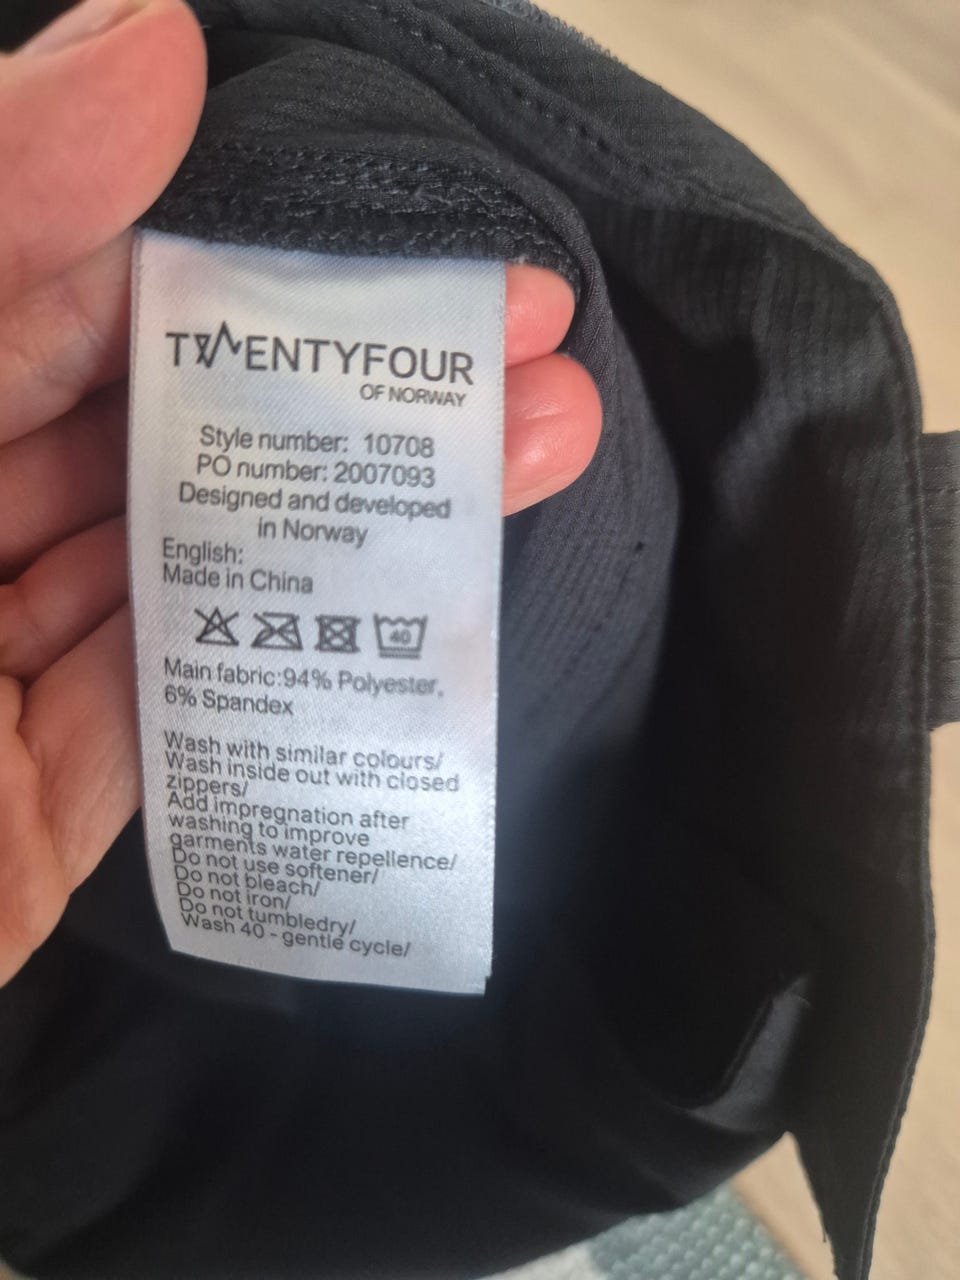 TWENTYFOUR
OF NORWAY
Style number: 10708
PO number: 2007093
Designed and developed
in Norway
English:
Made in China
40
Main fabric:94% Polyester,
6% Spandex
Wash with similar colours/
Wash inside out with closed
zippers/
Add impregnation after
washing to improve
garments water repellence/
Do not use softener/
Do not bleach/
Do not iron/
Do not tumbledry/
Wash 40 - gentle cycle/